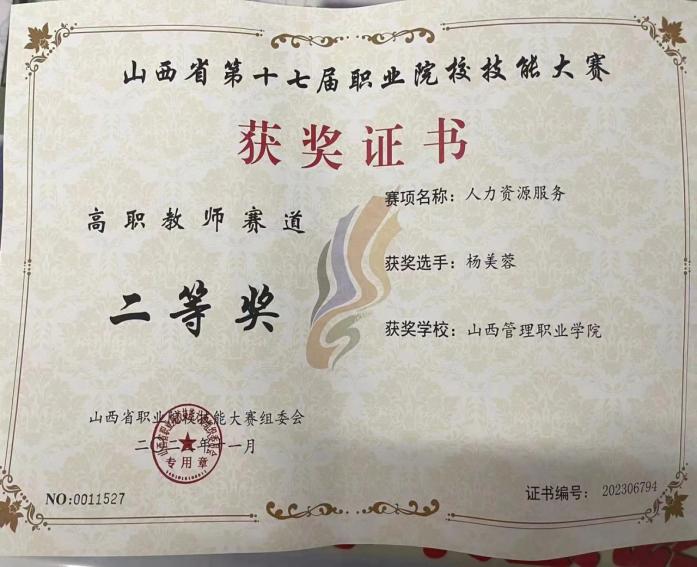 山西省第十七届职业院校技能大赛
获奖证书
高职教师赛道
二等奖
赛项名称：人力资源服务
获奖选手：杨美蓉
获奖学校：山西管理职业学院
山西省职业院校技能大赛组委会
十一月
专用章
NO:0011527
证书编号：202306794